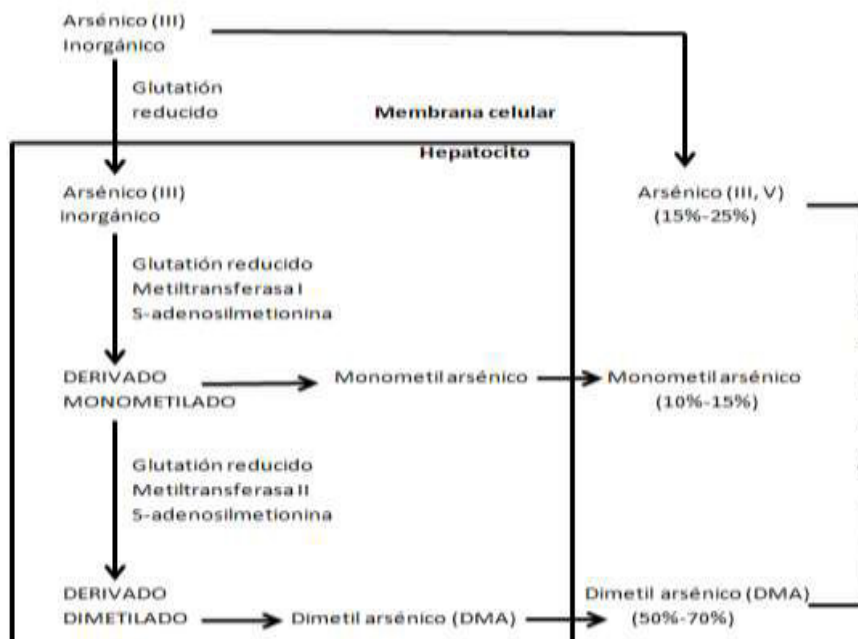 Arsénico (III)
Inorgánico
Glutatión
reducido
Membrana celular
Hepatocito
Arsénico (III)
inorgánico
Arsénico (III, V)
(15%-25%)
Glutatión reducido
Metiltransferasa I
S-adenosilmetionina
DERIVADO
MONOMETILADO
Monometil arsénico
Monometil arsénico
(10%-15%)
Glutatión reducido
Metiltransferasa II
S-adenosilmetionina
DERIVADO
DIMETILADO
Dimetil arsénico (DMA)
Dimetil arsénico (DMA)
(50%-70%)